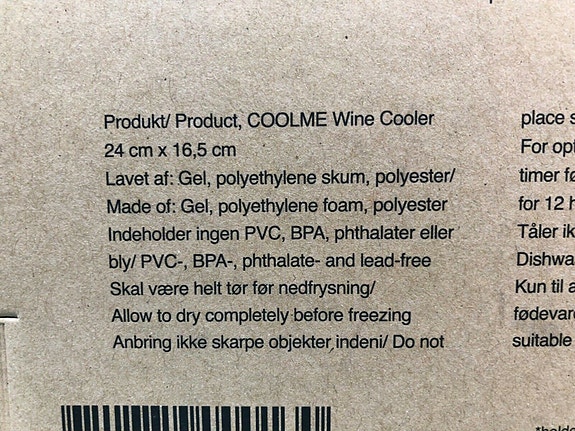 Produkt/ Product, COOLME Wine Cooler
24 cm x 16,5 cm
Lavet af: Gel, polyethylene skum, polyester/
Made of: Gel, polyethylene foam, polyester
Indeholder ingen PVC, BPA, phthalater eller
bly/ PVC-, BPA-, phthalate- and lead-free
Skal være helt tør før nedfrysning/
Allow to dry completely before freezing
Anbring ikke skarpe objekter indeni/ Do not
place
For
timer
for 12
Tåler
Kun til
suitable